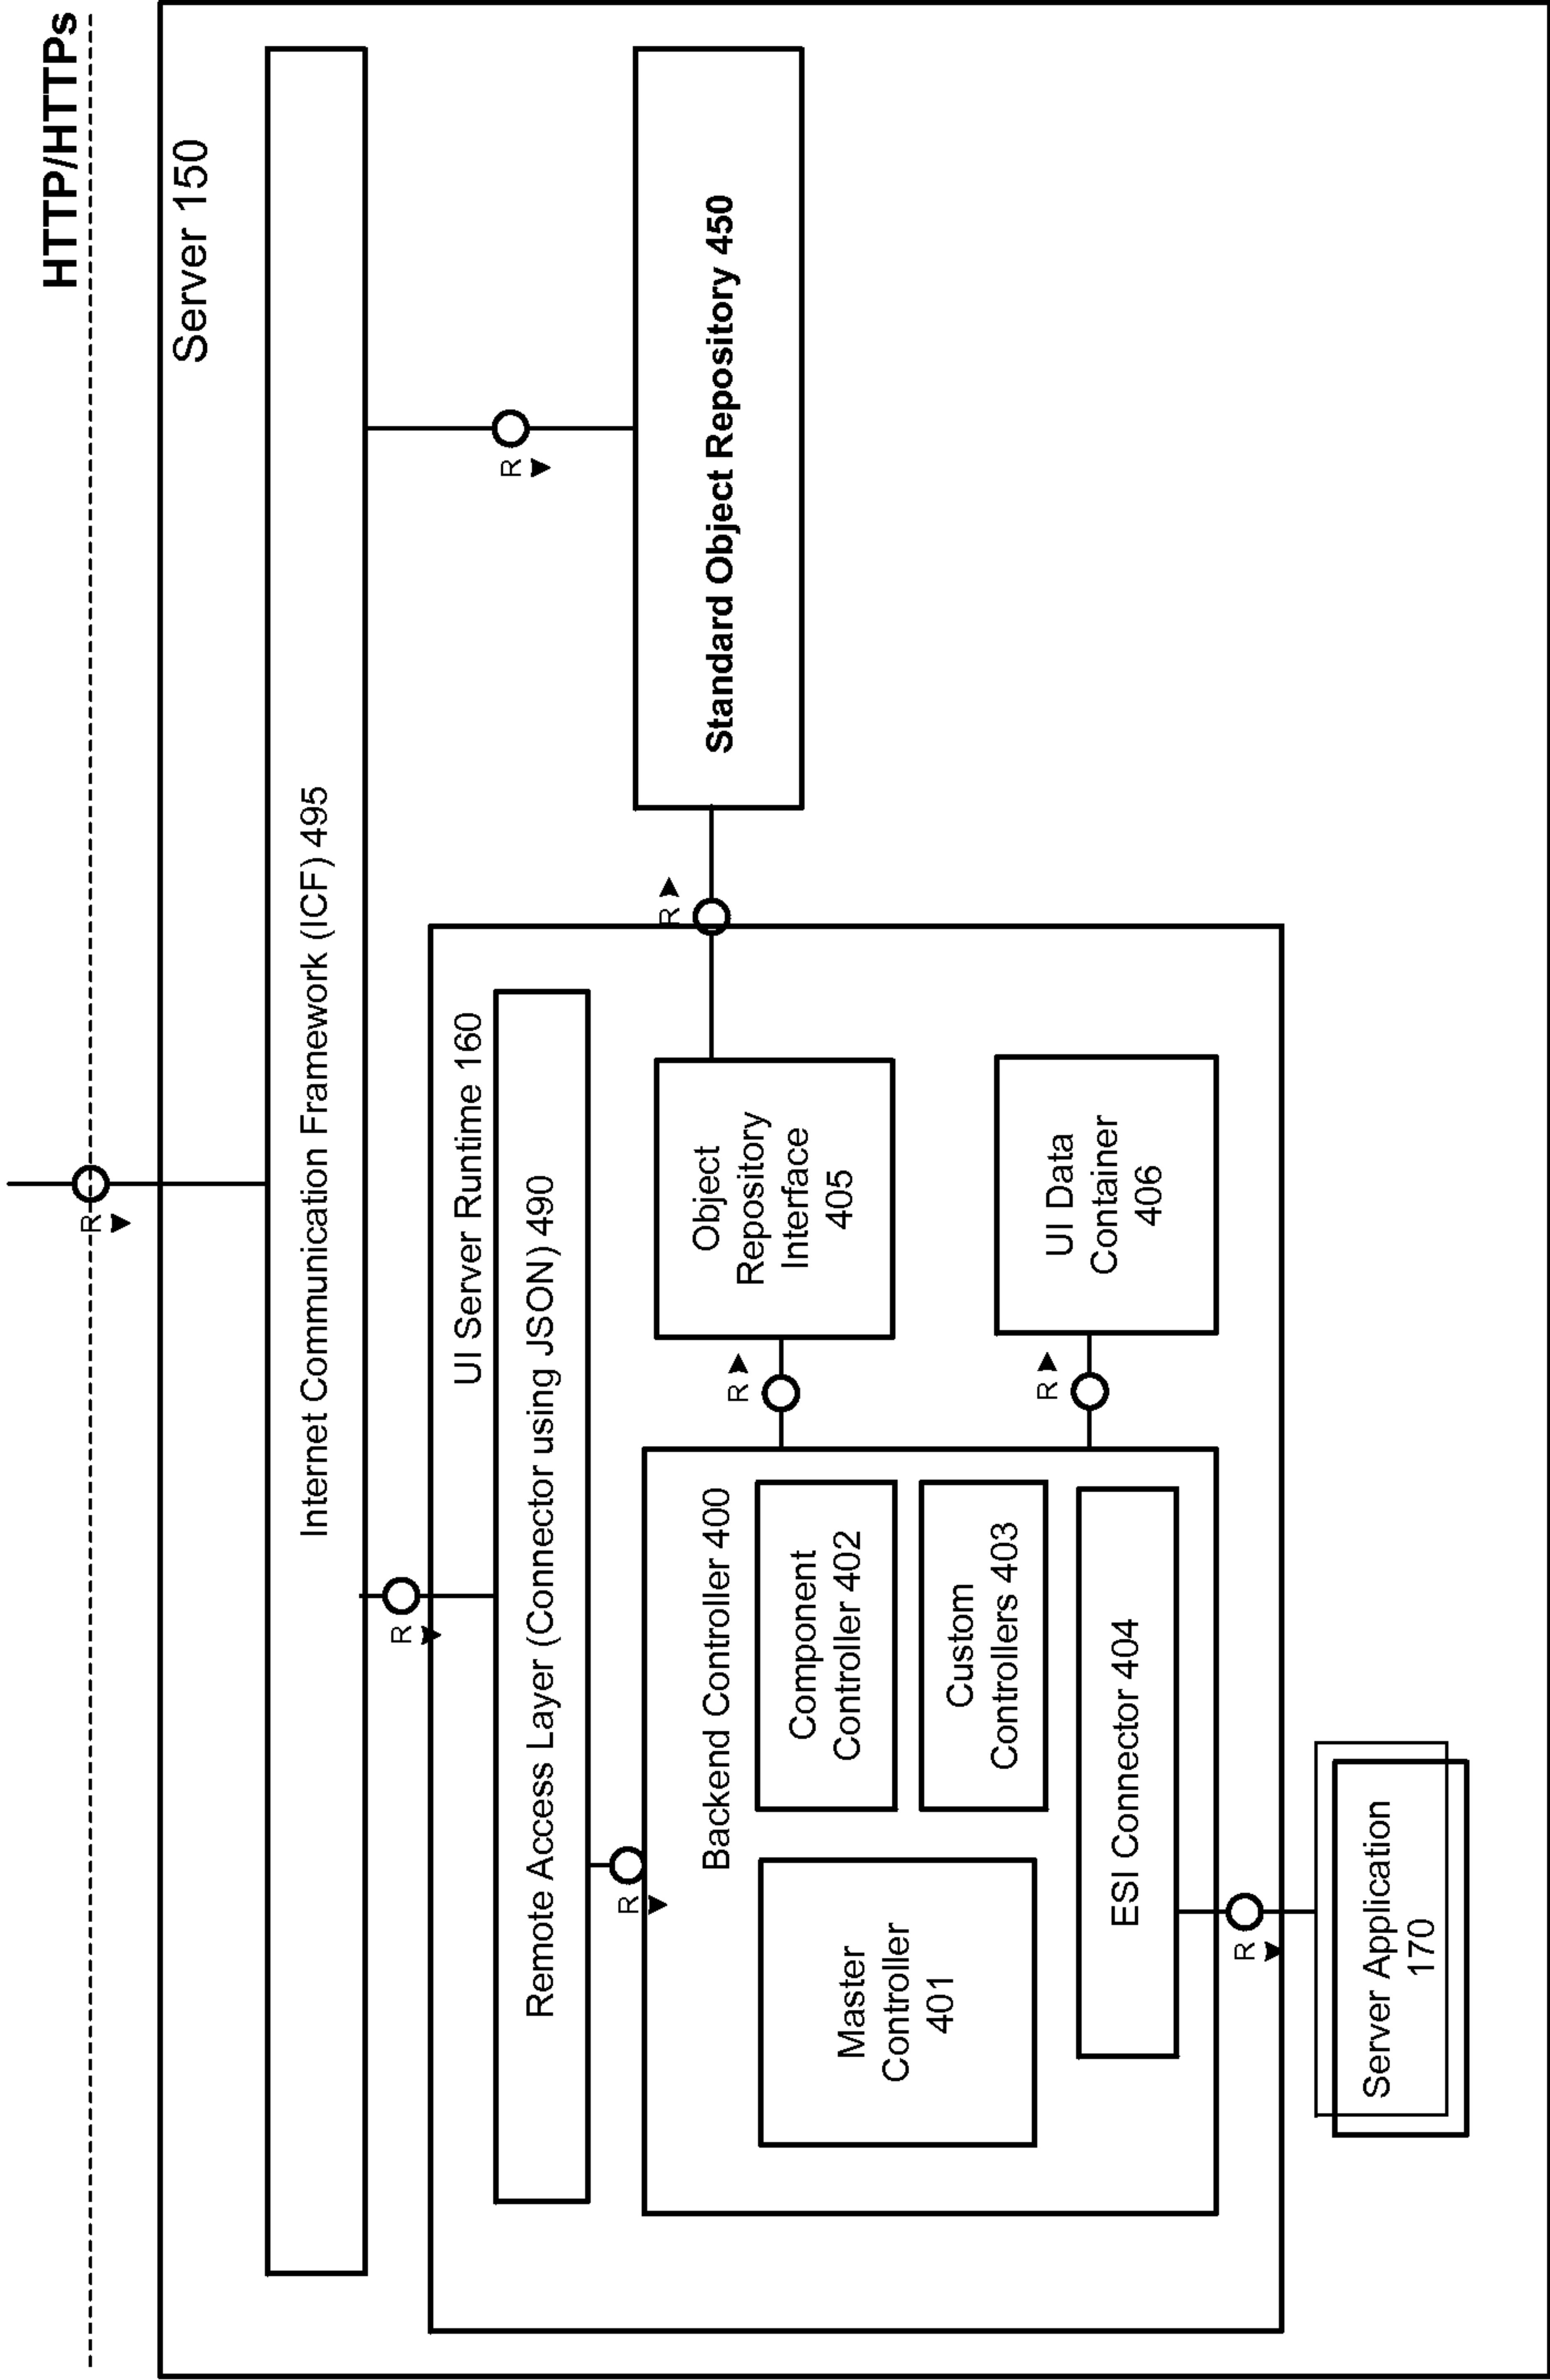 HTTP/HTTPs
R
Server 150
Internet Communication Framework (ICF) 495
R
R
UI Server Runtime 160
Remote Access Layer (Connector using JSON) 490
R
R
Standard Object Repository 450
Backend Controller 400
Master
Controller
401
Component
Controller 402
Custom
Controllers 403
ESI Connector 404
R
Object
Repository
Interface
405
R
UI Data
Container
406
R
Server Application
170